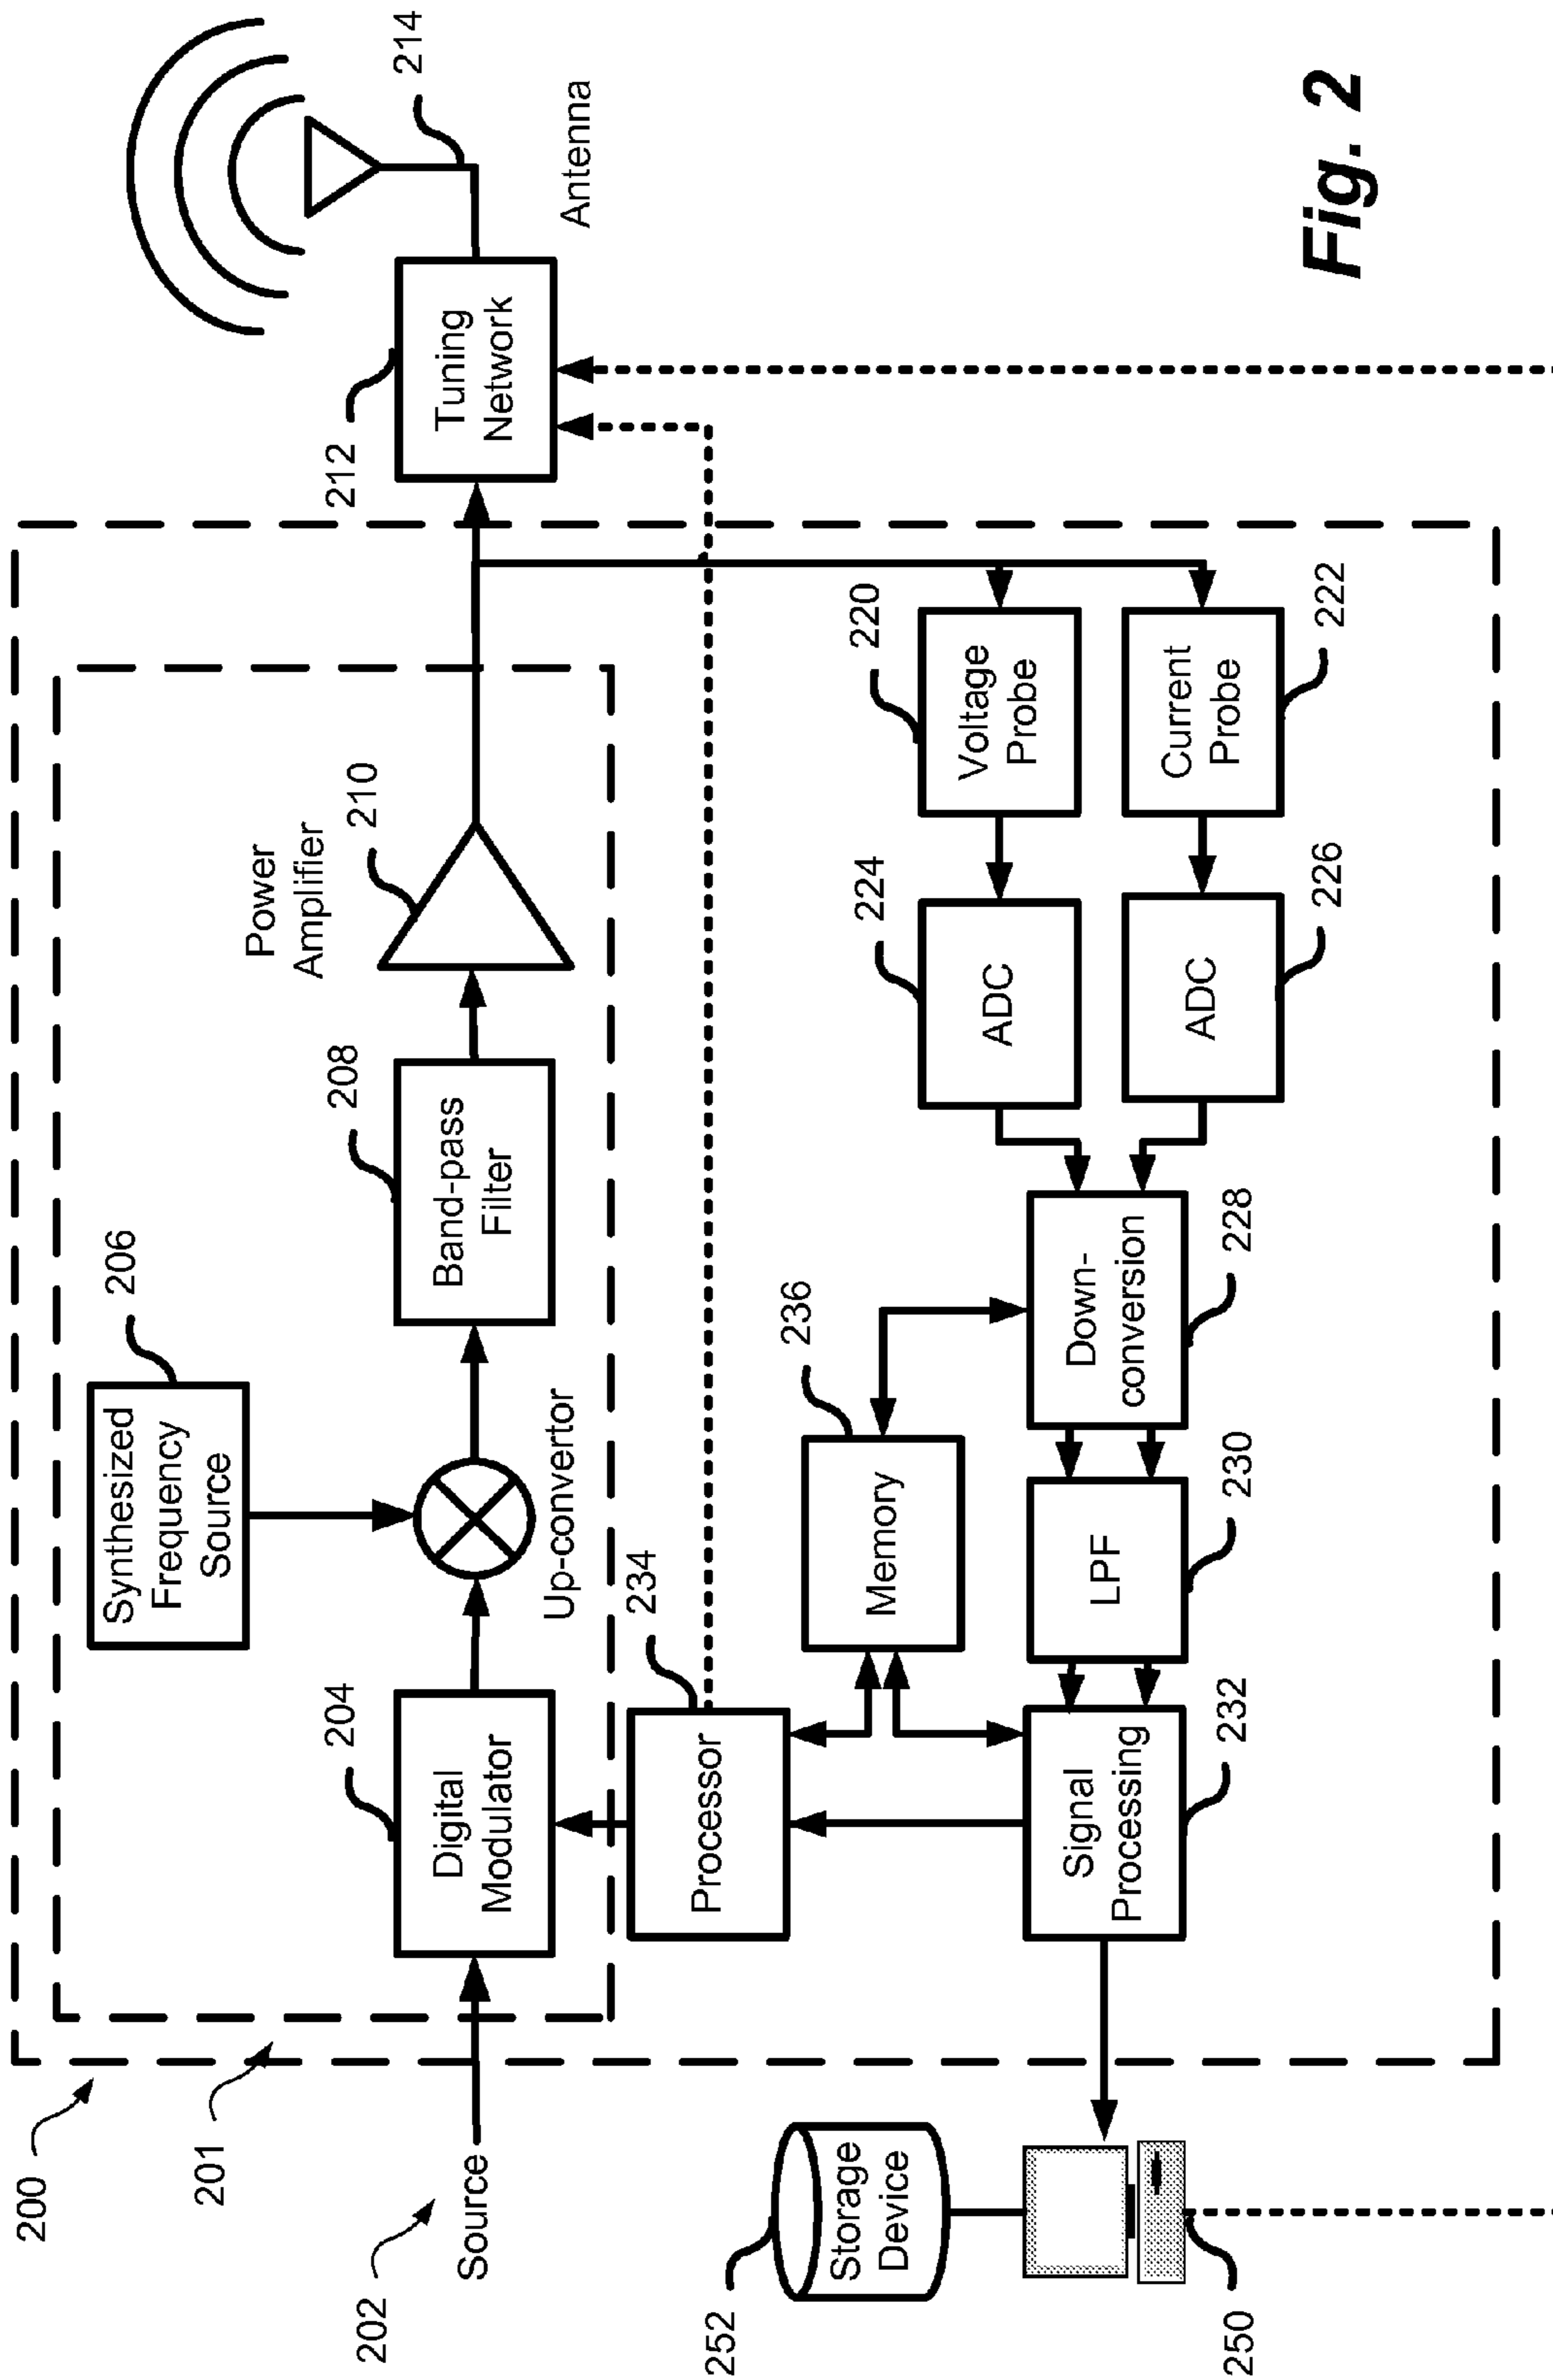 200
201
202
Source
204
Digital
Modulator
206
Synthesized
Frequency
Source
Up-convertor
208
Band-pass
Filter
Power
Amplifier
210
212
Tuning
Network
214
Antenna
220
Voltage
Probe
222
Current
Probe
224
ADC
226
ADC
228
Down-
conversion
230
LPF
232
Signal
Processing
234
Processor
236
Memory
252
Storage
Device
250
Fig. 2